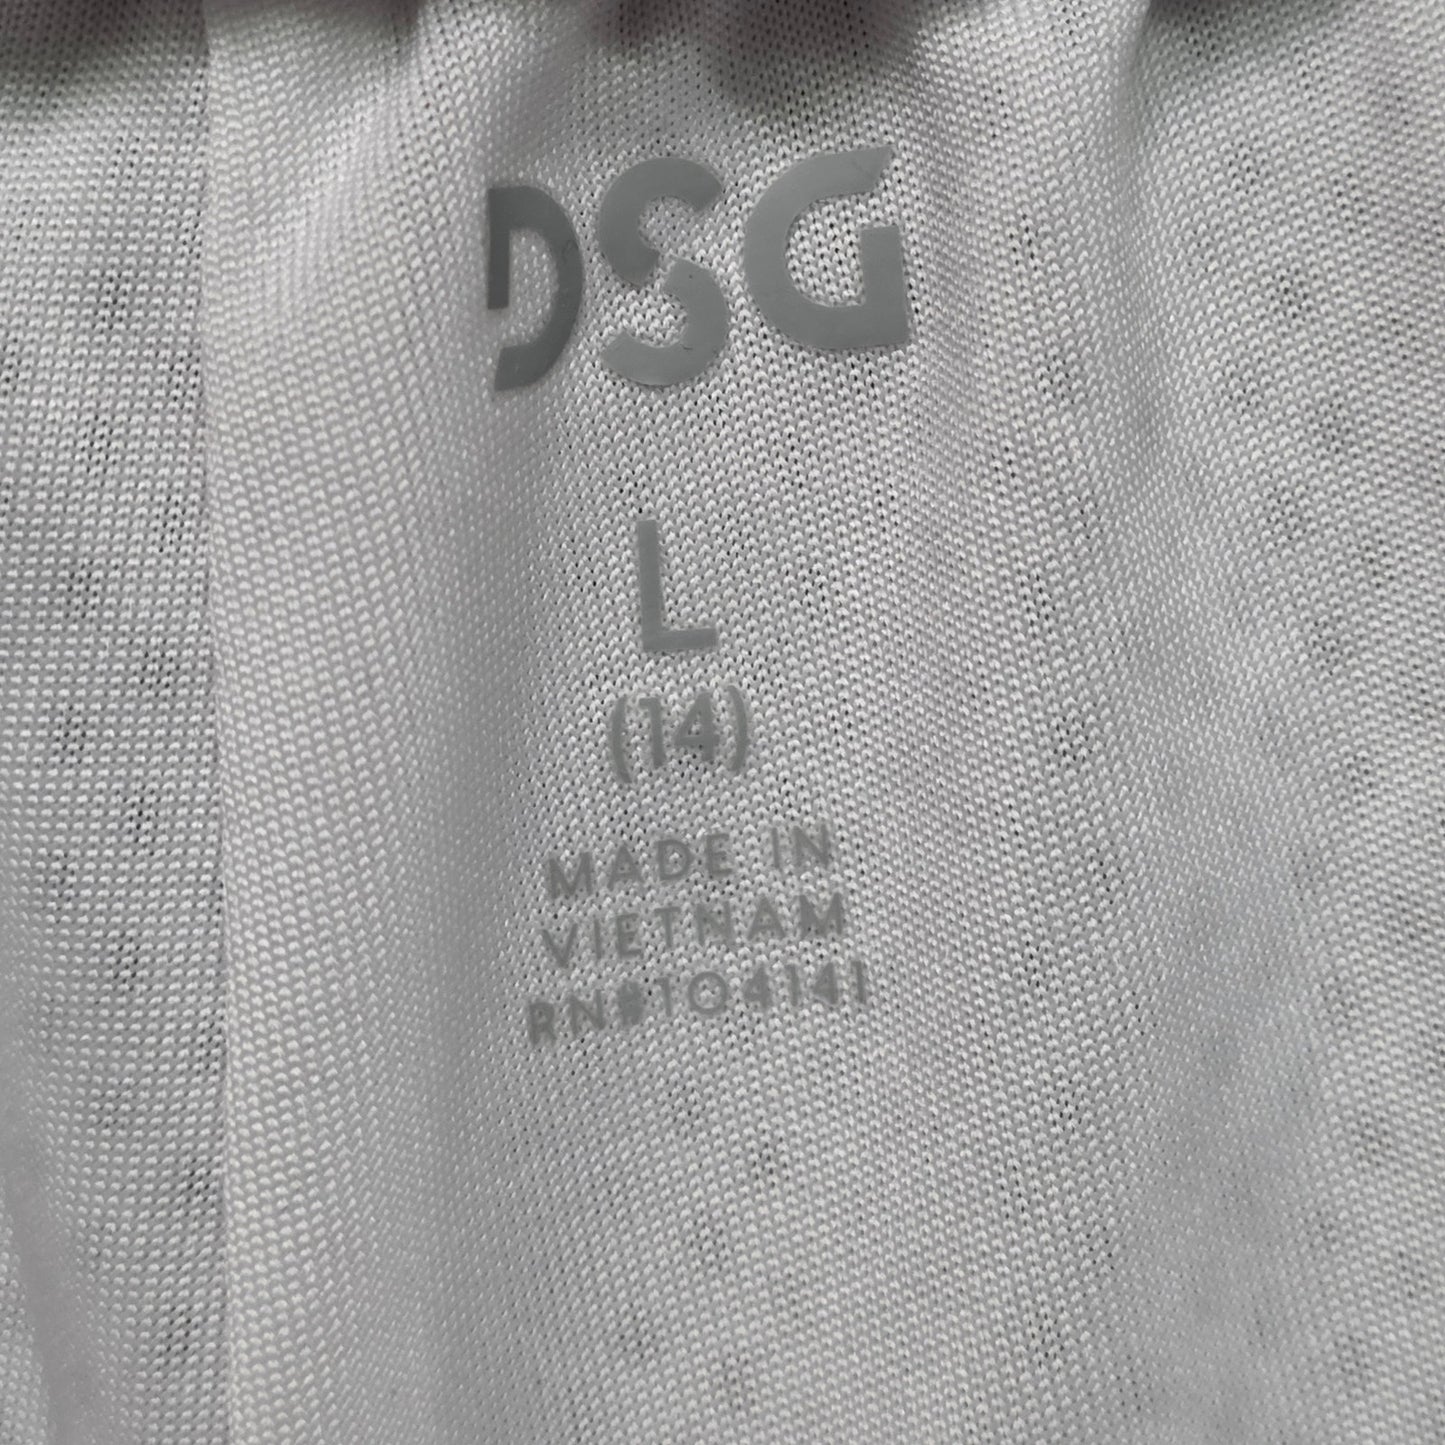 DSG
L
(14)
MADE IN
VIETNAM
RN#104141